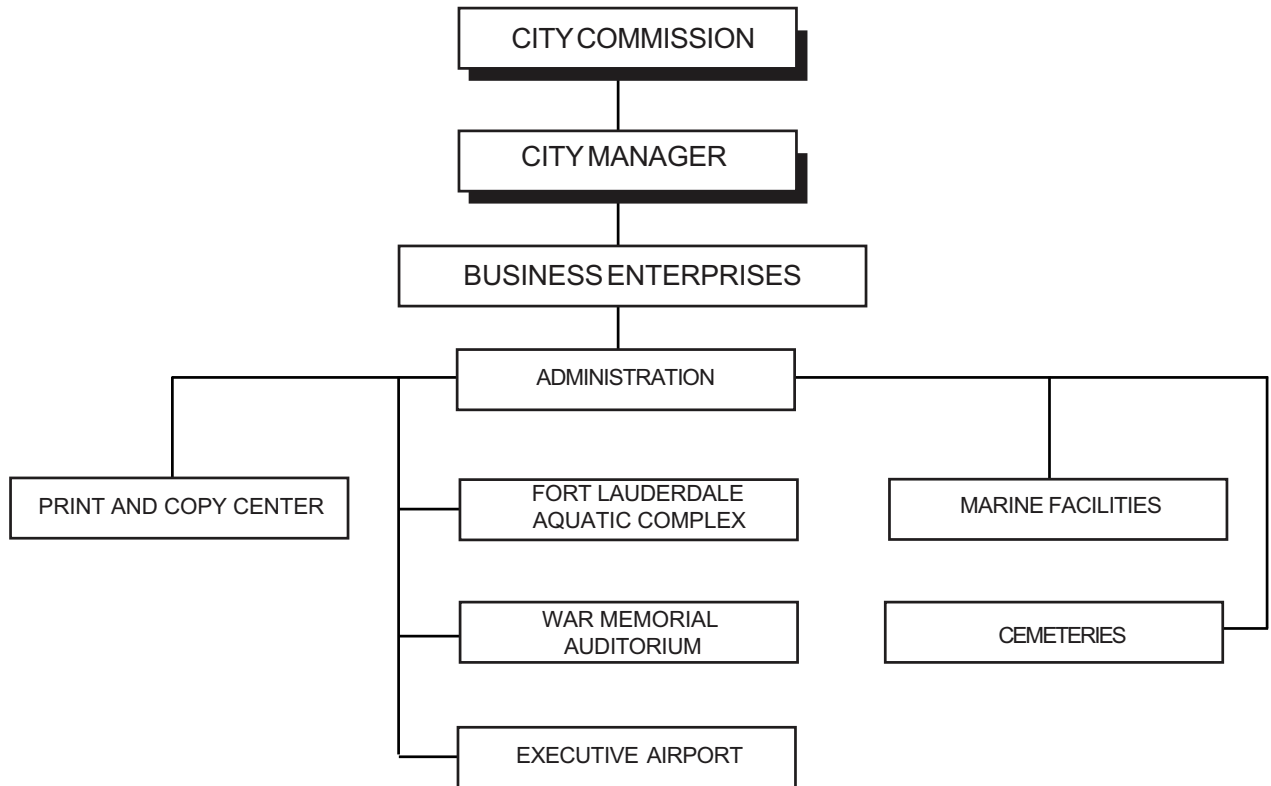 CITY COMMISSION
CITY MANAGER
BUSINESS ENTERPRISES
ADMINISTRATION
PRINT AND COPY CENTER
FORT LAUDERDALE
AQUATIC COMPLEX
MARINE FACILITIES
WAR MEMORIAL
AUDITORIUM
CEMETERIES
EXECUTIVE AIRPORT